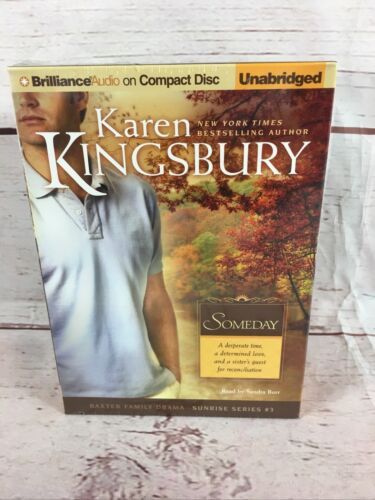 Brilliance Audio on Compact Disc Unabridged
Karen NEW YORK TIMES
BESTSELLING AUTHOR
KINGSBURY
SOMEDAY
A desperate time,
a determined love,
and a sister's quest
for reconciliation
Read by Sandra Burr
BAXTER FAMILY DRAMA - SUNRISE SERIES #3